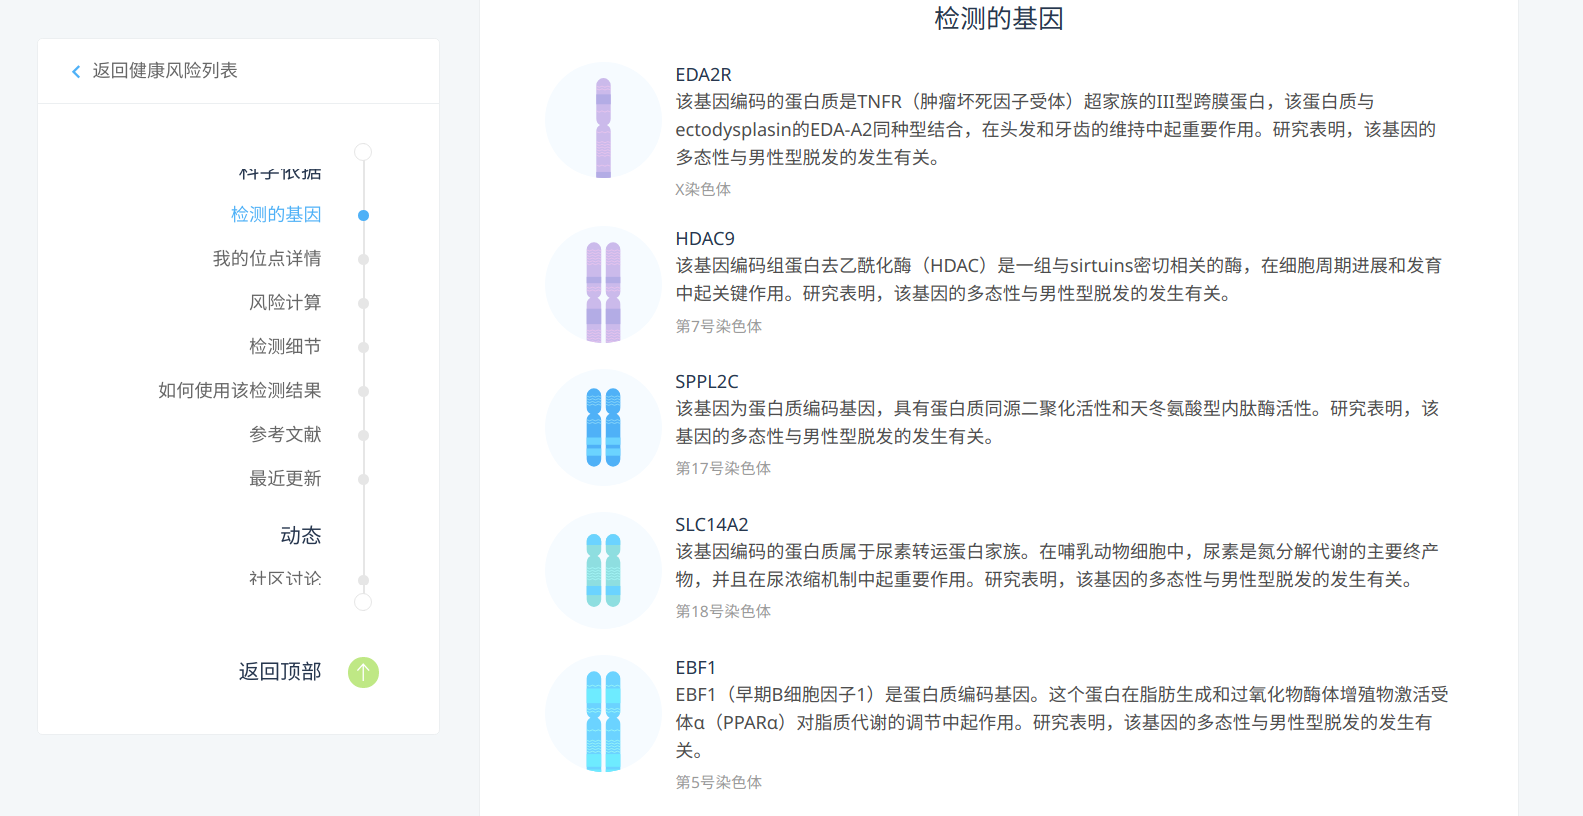 返回健康风险列表
科学依据
检测的基因
我的位点详情
风险计算
检测细节
如何使用该检测结果
参考文献
最近更新
动态
社区讨论
返回顶部
检测的基因
EDA2R
该基因编码的蛋白质是TNFR（肿瘤坏死因子受体）超家族的III型跨膜蛋白，该蛋白质与
ectodysplasin的EDA-A2同种型结合，在头发和牙齿的维持中起重要作用。研究表明，该基因的
多态性与男性型脱发的发生有关。
X染色体
HDAC9
该基因编码组蛋白去乙酰化酶（HDAC）是一组与sirtuins密切相关的酶，在细胞周期进展和发育
中起关键作用。研究表明，该基因的多态性与男性型脱发的发生有关。
第7号染色体
SPPL2C
该基因为蛋白质编码基因，具有蛋白质同源二聚化活性和天冬氨酸型内肽酶活性。研究表明，该
基因的多态性与男性型脱发的发生有关。
第17号染色体
SLC14A2
该基因编码的蛋白质属于尿素转运蛋白家族。在哺乳动物细胞中，尿素是氮分解代谢的主要终产
物，并且在尿浓缩机制中起重要作用。研究表明，该基因的多态性与男性型脱发的发生有关。
第18号染色体
EBF1
EBF1（早期B细胞因子1）是蛋白质编码基因。这个蛋白在脂肪生成和过氧化物酶体增殖物激活受
体α（PPARα）对脂质代谢的调节中起作用。研究表明，该基因的多态性与男性型脱发的发生有
关。
第5号染色体